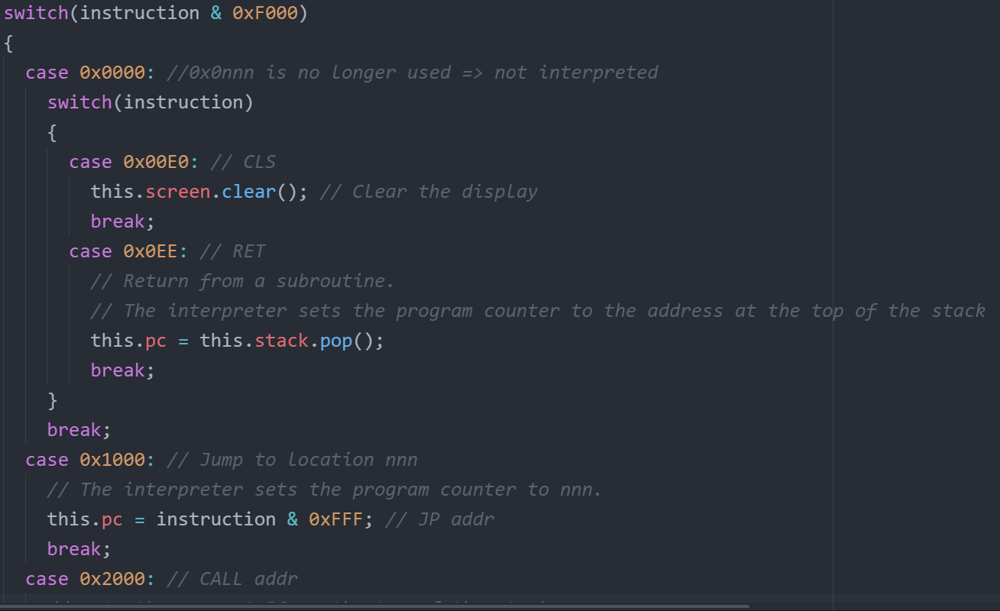 switch(instruction & 0xF000)
{
case 0x0000: //0x0nnn is no longer used => not interpreted
switch(instruction)
{
case 0x00E0: // CLS
this.screen.clear(); // Clear the display
break;
case 0x0EE: // RET
// Return from a subroutine.
// The interpreter sets the program counter to the address at the top of the stack
this.pc = this.stack.pop();
break;
}
break;
case 0x1000: // Jump to location nnn
// The interpreter sets the program counter to nnn.
this.pc = instruction & 0xFFF; // JP addr
break;
case 0x2000: // CALL addr